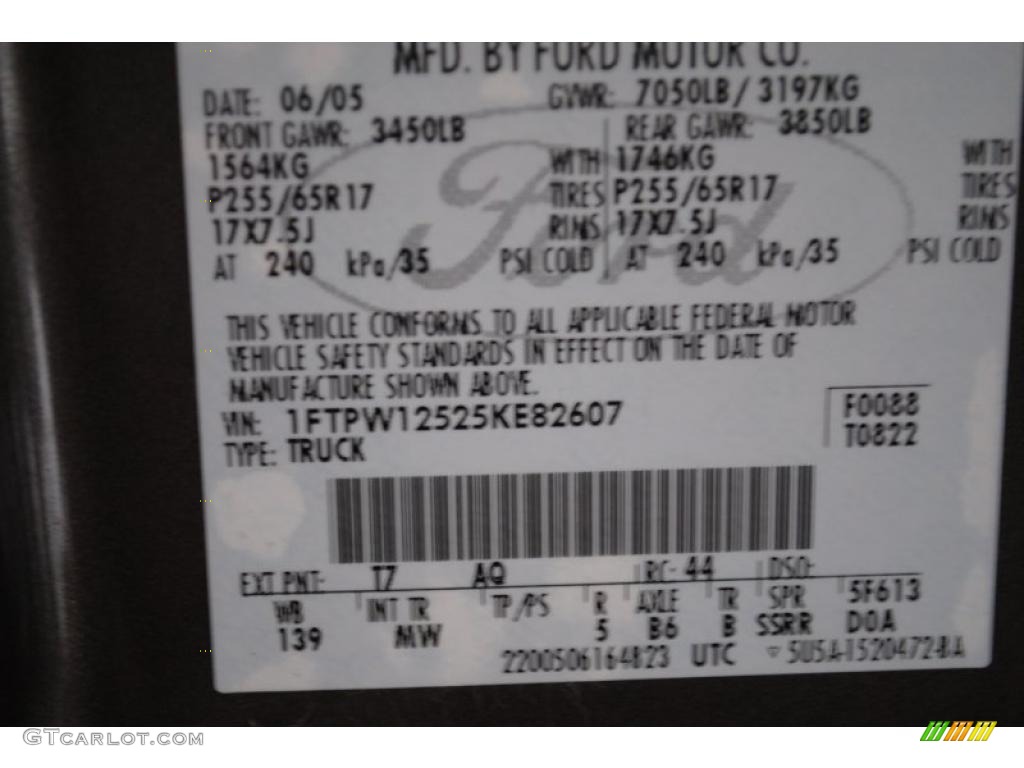 MFD. BY FORD MOTOR CO.
DATE: 06/05 GVWR: 7050LB/ 3197KG
FRONT GAWR: 3450LB REAR GAWR: 3850LB
1564KG WITH 1746KG WITH
P255/65R17 TIRES P255/65R17 TIRES
17X7.5J RIMS 17X7.5J RIMS
AT 240 kPa/35 PSI COLD AT 240 kPa/35 PSI COLD
Ford
THIS VEHICLE CONFORMS TO ALL APPLICABLE FEDERAL MOTOR
VEHICLE SAFETY STANDARDS IN EFFECT ON THE DATE OF
MANUFACTURE SHOWN ABOVE.
VIN: 1FTPW12525KE82607 F0088
TYPE: TRUCK T0822
EXT PNT: T7 AQ RC: 44 DSO:
WB INT TR TP/PS R AXLE TR SPR 5F613
139 MW 5 B6 B SSRR D0A
2200506164823 UTC ▽ 5U5A-1520472-BA
GTCARLOT.COM